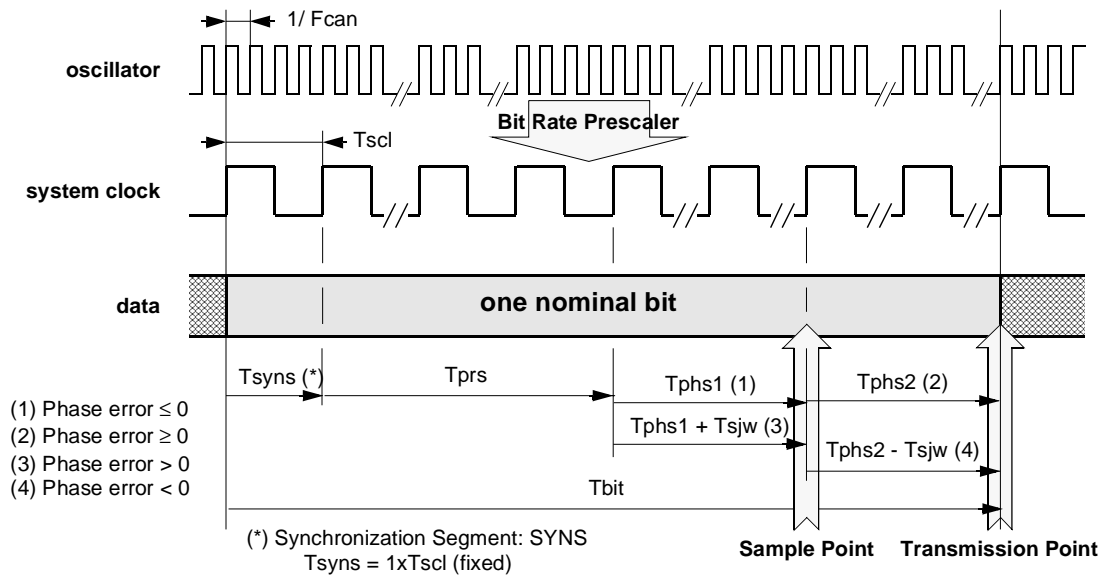 1/ Fcan
oscillator
Bit Rate Prescaler
Tscl
system clock
data
one nominal bit
Tsyns (*)
Tprs
Tphs1 (1)
Tphs2 (2)
(1) Phase error ≤ 0
(2) Phase error ≥ 0
(3) Phase error > 0
(4) Phase error < 0
Tphs1 + Tsjw (3)
Tphs2 - Tsjw (4)
Tbit
(*) Synchronization Segment: SYNS
Tsyns = 1xTscl (fixed)
Sample Point
Transmission Point